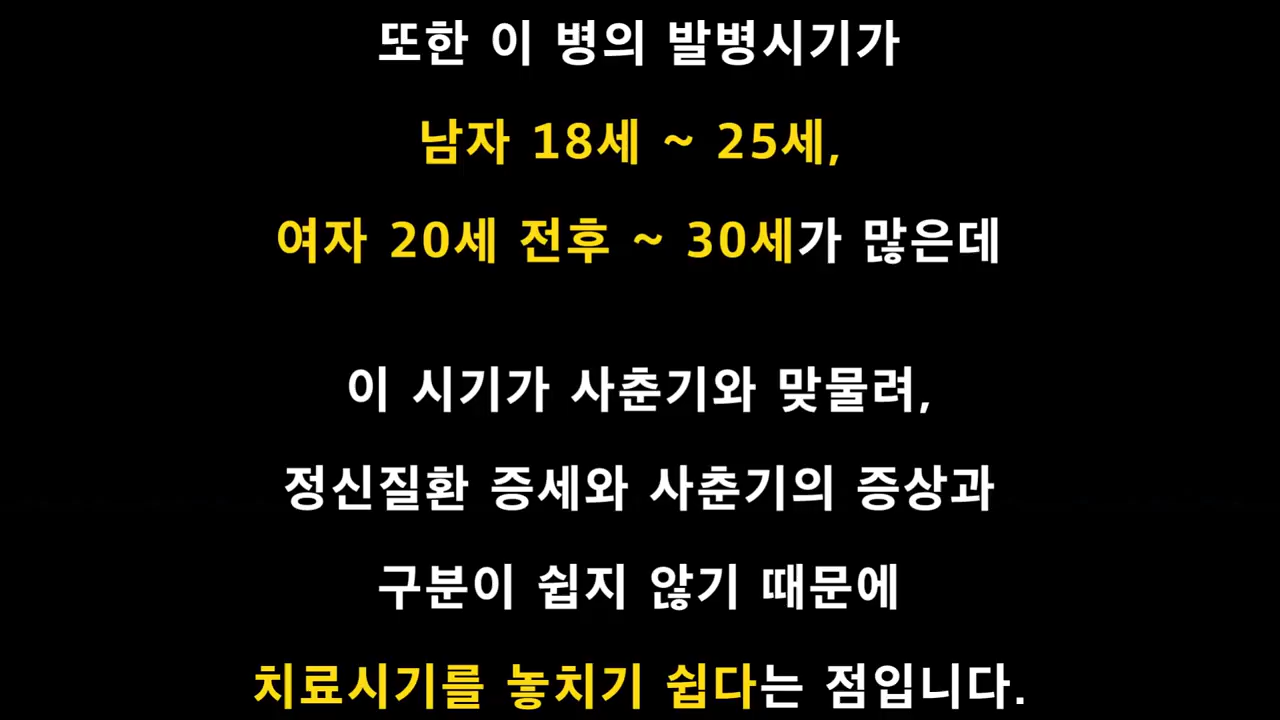 또한 이 병의 발병시기가
남자 18세 ~ 25세,
여자 20세 전후 ~ 30세가 많은데
이 시기가 사춘기와 맞물려,
정신질환 증세와 사춘기의 증상과
구분이 쉽지 않기 때문에
치료시기를 놓치기 쉽다는 점입니다.